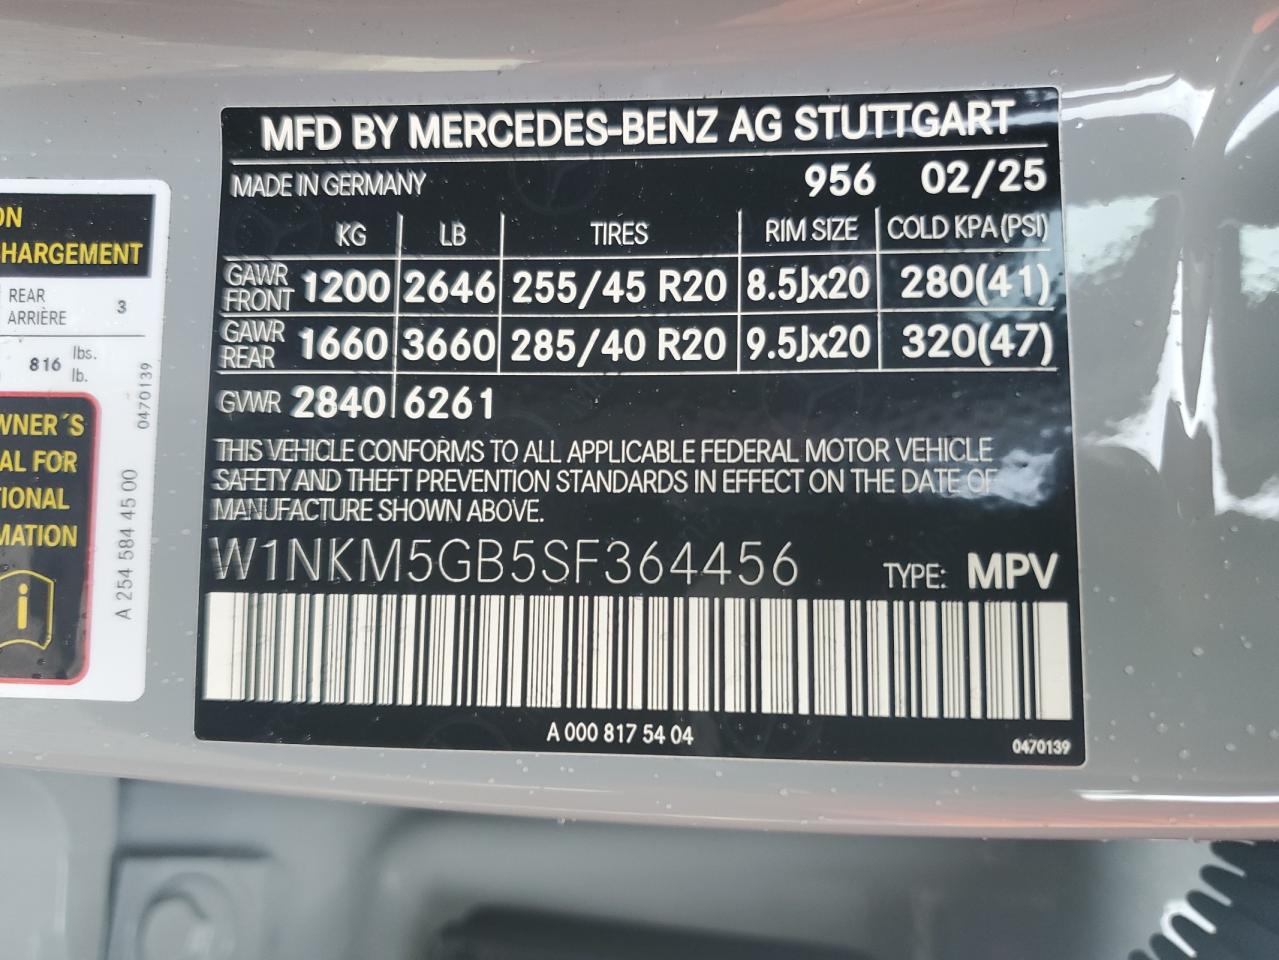 MFD BY MERCEDES-BENZ AG STUTTGART
MADE IN GERMANY 956 02/25
KG LB TIRES RIM SIZE COLD KPA (PSI)
GAWR FRONT 1200 2646 255/45 R20 8.5Jx20 280(41)
GAWR REAR 1660 3660 285/40 R20 9.5Jx20 320(47)
GVWR 2840 6261
THIS VEHICLE CONFORMS TO ALL APPLICABLE FEDERAL MOTOR VEHICLE
SAFETY AND THEFT PREVENTION STANDARDS IN EFFECT ON THE DATE OF
MANUFACTURE SHOWN ABOVE.
W1NKM5GB5SF364456 TYPE: MPV
A 000 817 54 04
0470139
ON
CHARGEMENT
REAR
ARRIÈRE 3
816 lbs.
lb.
0470139
WNER´S
AL FOR
TIONAL
MATION
A 254 584 45 00